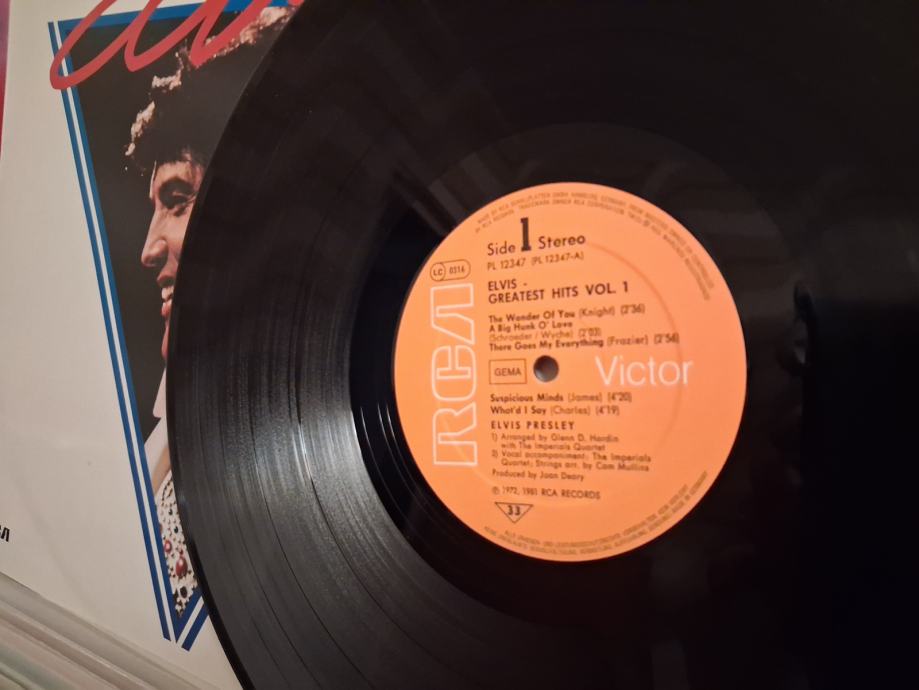 Side 1 Stereo
PL 12347 (PL 12347-A)
LC 0316
ELVIS -
GREATEST HITS VOL. 1
The Wonder Of You (Knight) (2'36)
A Big Hunk O' Love
(Schroeder / Wyche) (2'03)
There Goes My Everything (Frazier) (2'56)
GEMA
RCA Victor
Suspicious Minds (James) (4'20)
What'd I Say (Charles) (4'19)
ELVIS PRESLEY
1) Arranged by Glenn D. Hardin
with The Imperials Quartet
2) Vocal accompaniment: The Imperials
Quartet; Strings arr. by Cam Mullins
Produced by Joan Deary
℗ 1972, 1981 RCA RECORDS
33